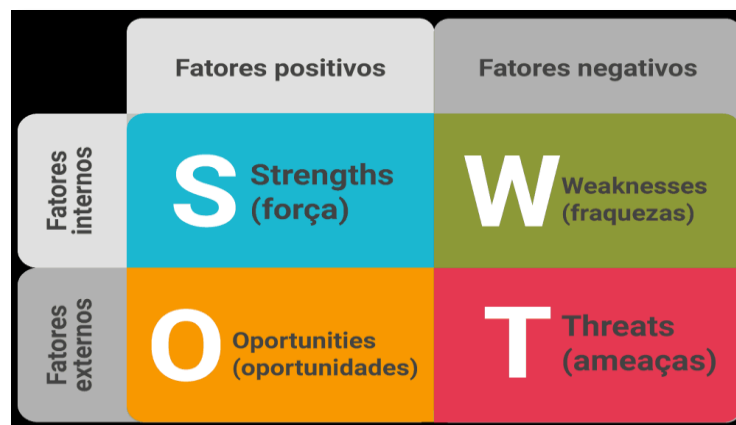 Fatores positivos
Fatores negativos
Fatores
internos
S
Strengths
(força)
W
Weaknesses
(fraquezas)
Fatores
externos
O
Oportunities
(oportunidades)
T
Threats
(ameaças)